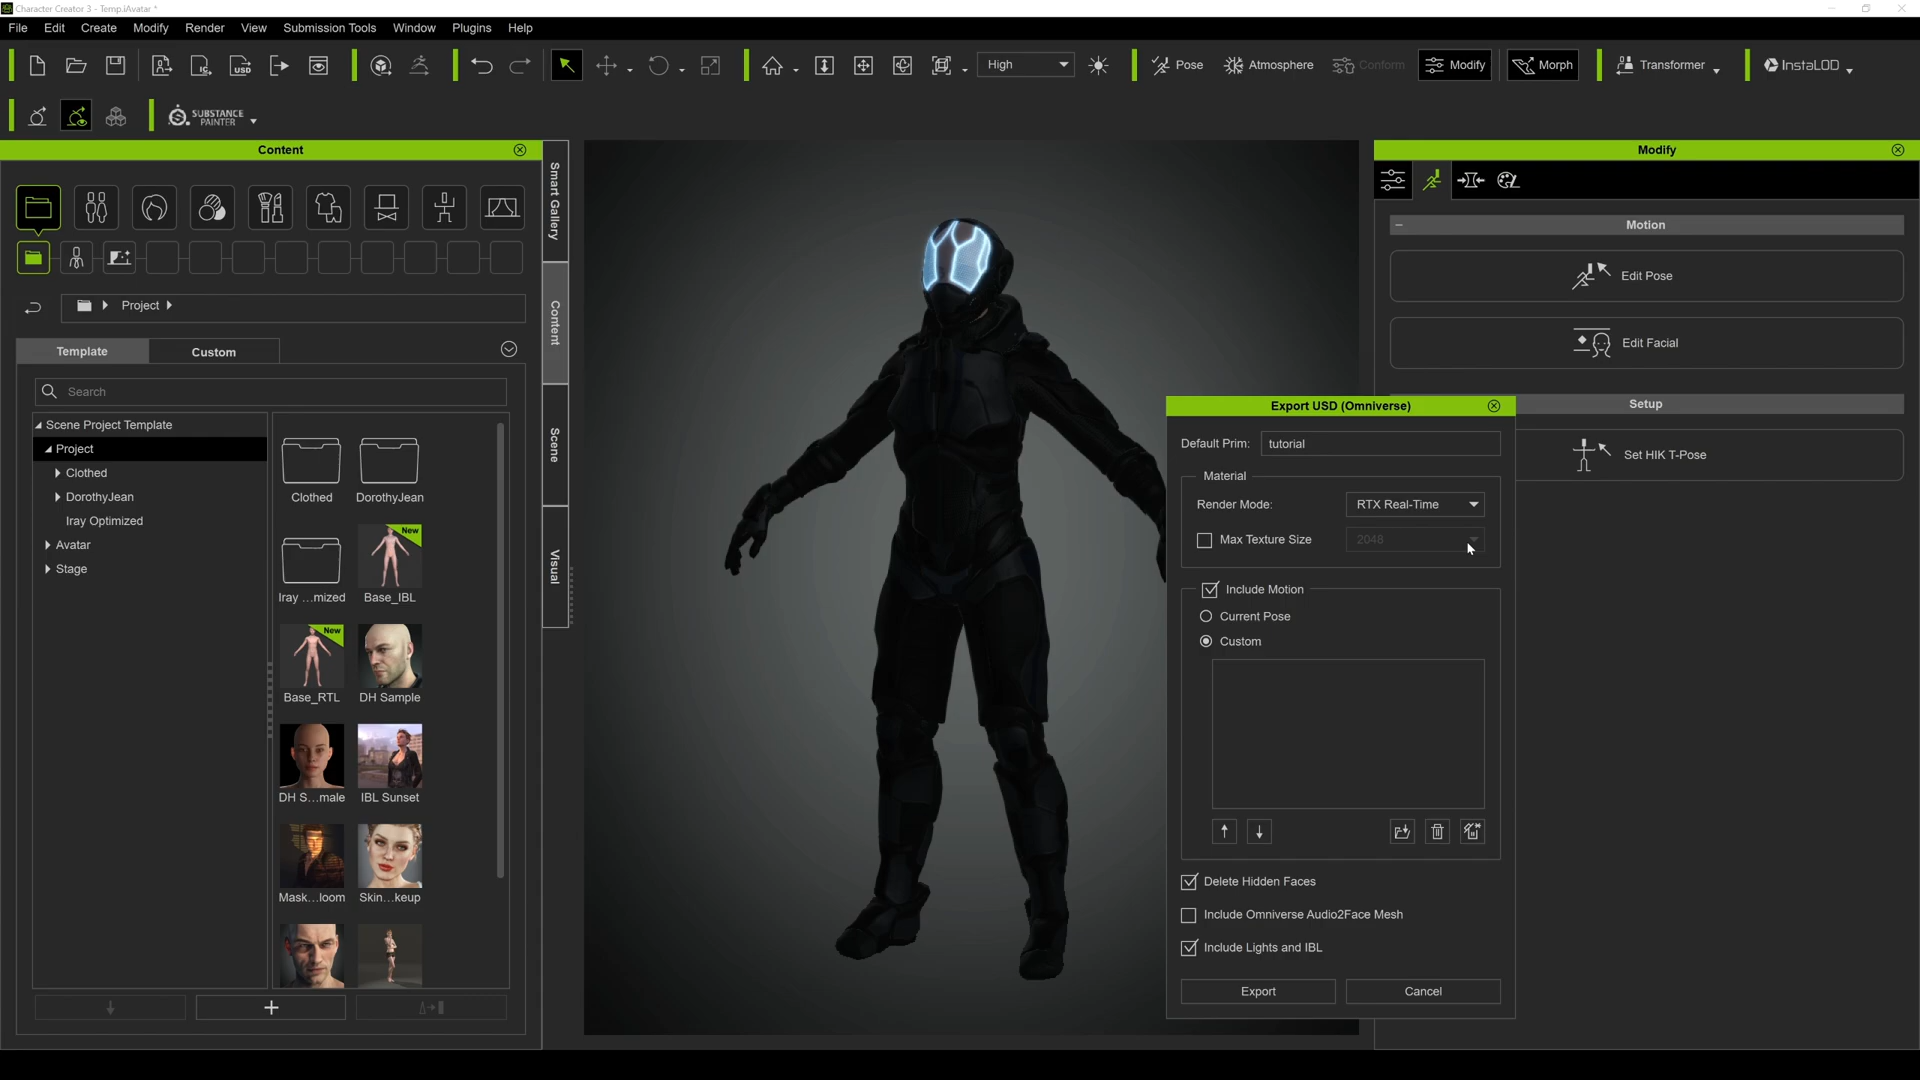 Character Creator 3 - Temp.iAvatar *
File Edit Create Modify Render View Submission Tools Window Plugins Help
IC USD High Pose Atmosphere Conform Modify Morph Transformer InstaLOD
SUBSTANCE
PAINTER
Content
Modify
Smart Gallery
Content
Scene
Visual
Project
Template Custom
Search
Scene Project Template
Project
Clothed
DorothyJean
Iray Optimized
Avatar
Stage
Clothed DorothyJean
New
Iray ...mized Base_IBL
New
Base_RTL DH Sample
DH S...male IBL Sunset
Mask...loom Skin...keup
Motion
Edit Pose
Edit Facial
Setup
Set HIK T-Pose
Export USD (Omniverse)
Default Prim: tutorial
Material
Render Mode: RTX Real-Time
Max Texture Size 2048
Include Motion
Current Pose
Custom
Delete Hidden Faces
Include Omniverse Audio2Face Mesh
Include Lights and IBL
Export Cancel